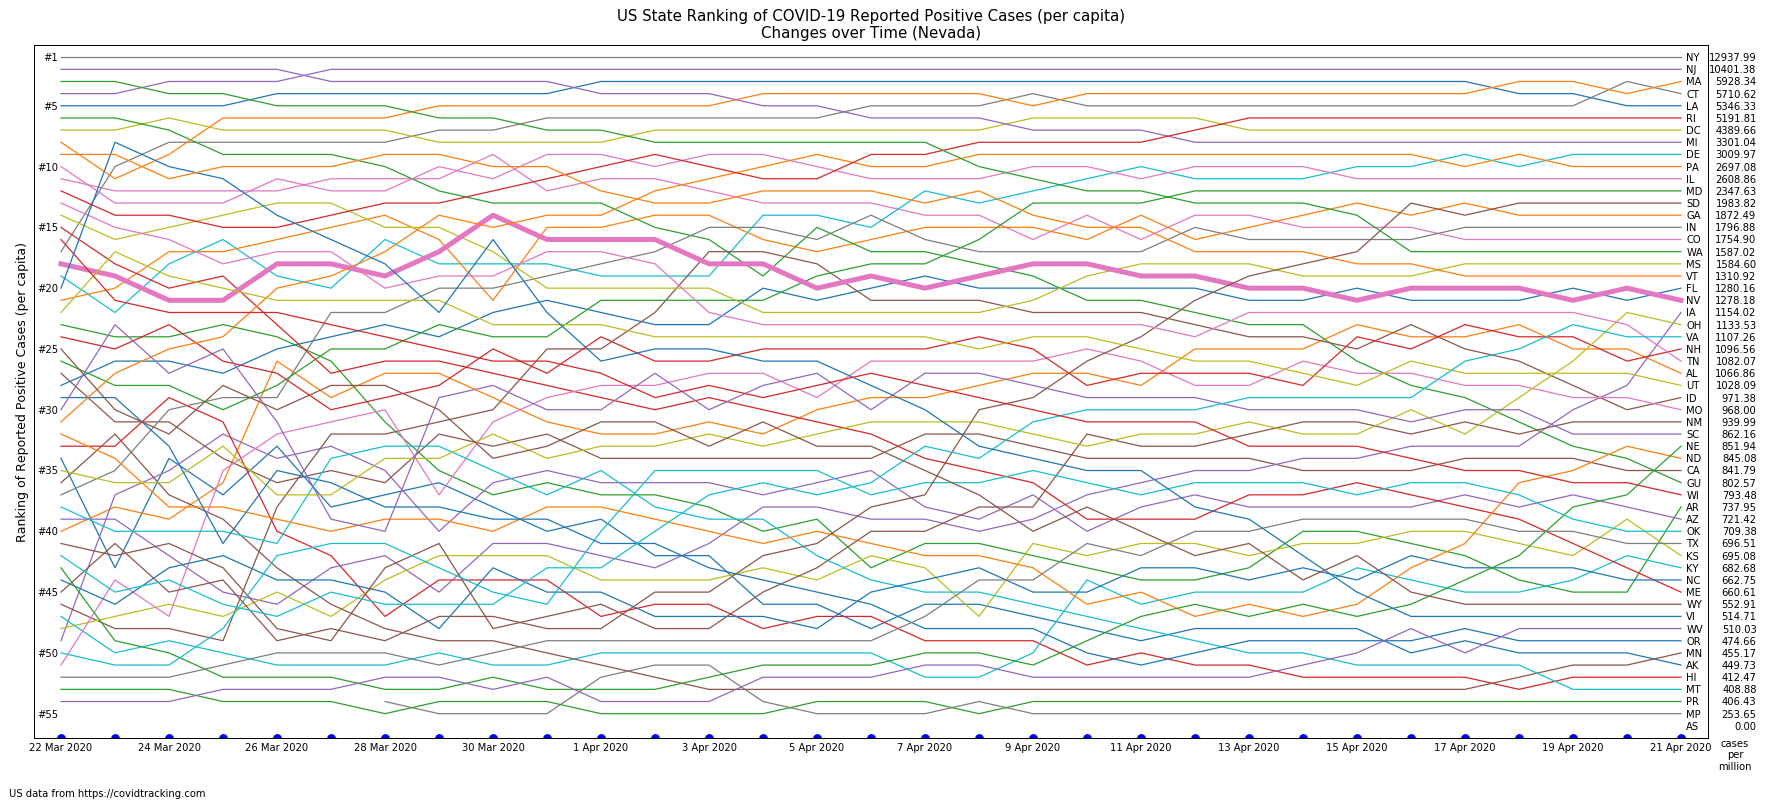 US State Ranking of COVID-19 Reported Positive Cases (per capita)
Changes over Time (Nevada)
Ranking of Reported Positive Cases (per capita)
#1
#5
#10
#15
#20
#25
#30
#35
#40
#45
#50
#55
NY 12937.99
NJ 10401.38
MA 5928.34
CT 5710.62
LA 5346.33
RI 5191.81
DC 4389.66
MI 3301.04
DE 3009.97
PA 2697.08
IL 2608.86
MD 2347.63
SD 1983.82
GA 1872.49
IN 1796.88
CO 1754.90
WA 1587.02
MS 1584.60
VT 1310.92
FL 1280.16
NV 1278.18
IA 1154.02
OH 1133.53
VA 1107.26
NH 1096.56
TN 1082.07
AL 1066.86
UT 1028.09
ID 971.38
MO 968.00
NM 939.99
SC 862.16
NE 851.94
ND 845.08
CA 841.79
GU 802.57
WI 793.48
AR 737.95
AZ 721.42
OK 709.38
TX 696.51
KS 695.08
KY 682.68
NC 662.75
ME 660.61
WY 552.91
VI 514.71
WV 510.03
OR 474.66
MN 455.17
AK 449.73
HI 412.47
MT 408.88
PR 406.43
MP 253.65
AS 0.00
22 Mar 2020 24 Mar 2020 26 Mar 2020 28 Mar 2020 30 Mar 2020 1 Apr 2020 3 Apr 2020 5 Apr 2020 7 Apr 2020 9 Apr 2020 11 Apr 2020 13 Apr 2020 15 Apr 2020 17 Apr 2020 19 Apr 2020 21 Apr 2020
cases
per
million
US data from https://covidtracking.com